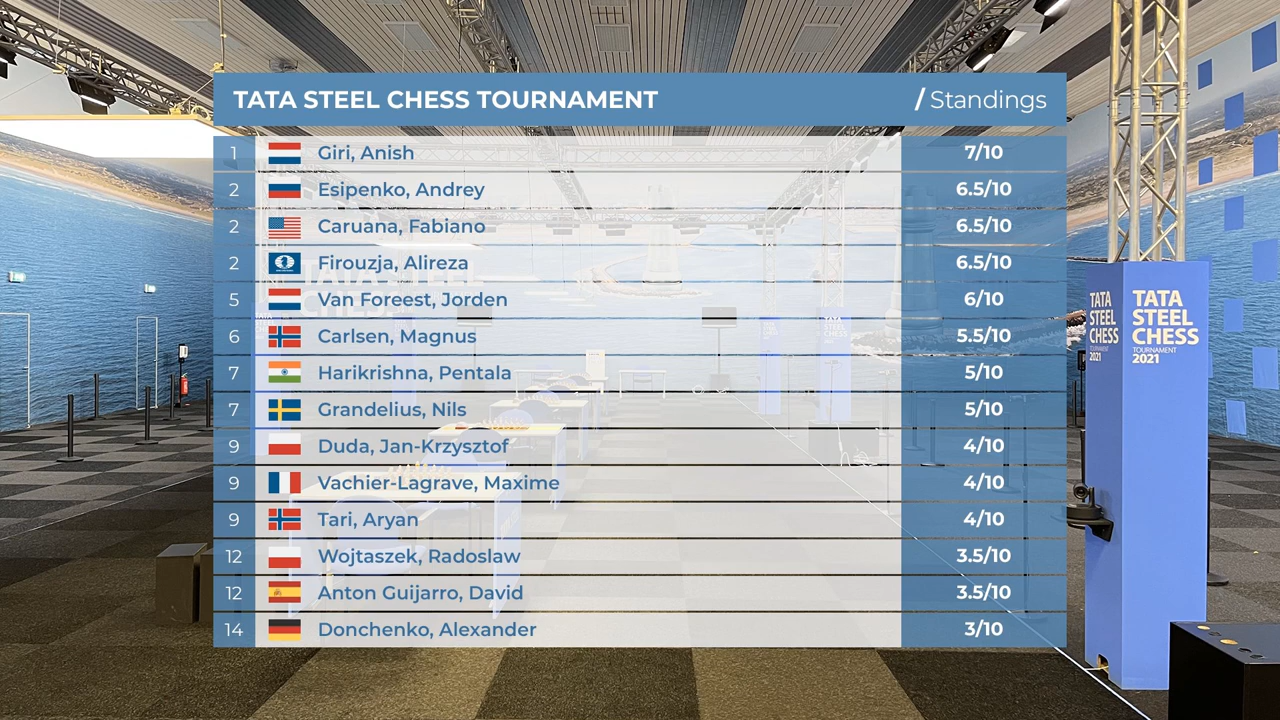 TATA STEEL CHESS TOURNAMENT / Standings
1 Giri, Anish 7/10
2 Esipenko, Andrey 6.5/10
2 Caruana, Fabiano 6.5/10
2 Firouzja, Alireza 6.5/10
5 Van Foreest, Jorden 6/10
6 Carlsen, Magnus 5.5/10
7 Harikrishna, Pentala 5/10
7 Grandelius, Nils 5/10
9 Duda, Jan-Krzysztof 4/10
9 Vachier-Lagrave, Maxime 4/10
9 Tari, Aryan 4/10
12 Wojtaszek, Radoslaw 3.5/10
12 Anton Guijarro, David 3.5/10
14 Donchenko, Alexander 3/10
TATA
STEEL
CHESS
TOURNAMENT
2021
TATA
STEEL
CHESS
TOURNAMENT
2021